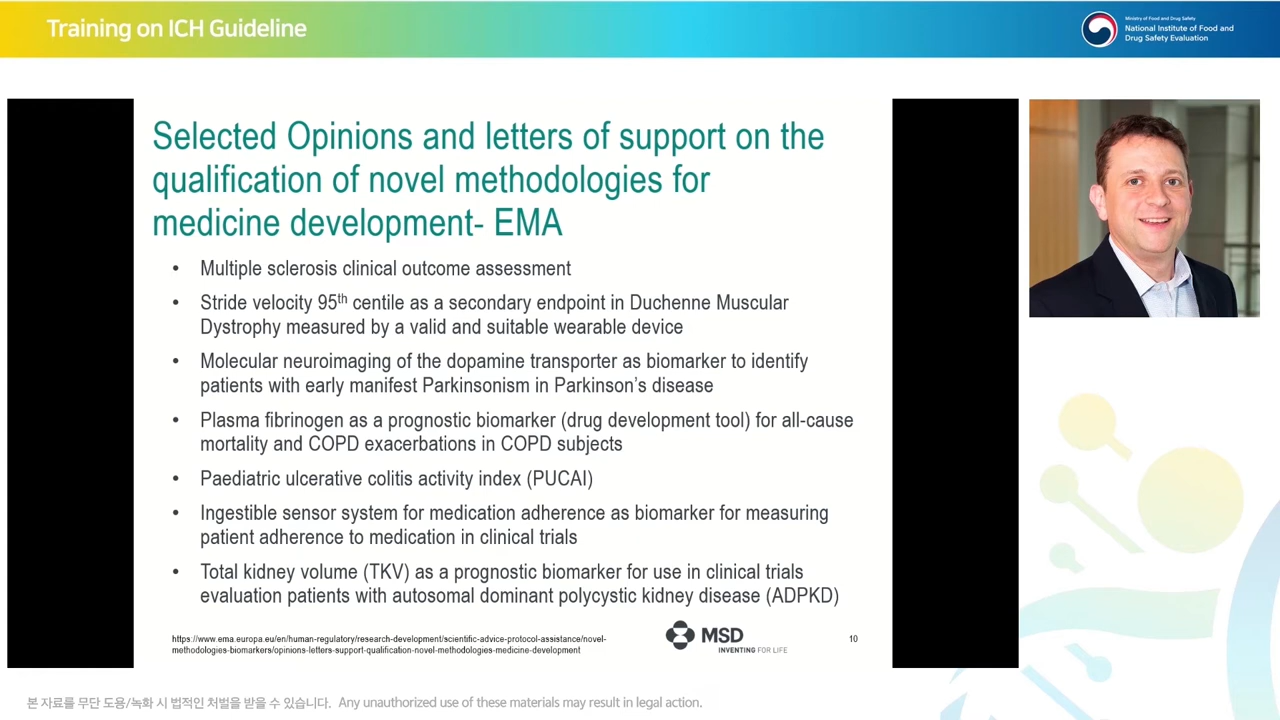 Training on ICH Guideline
Ministry of Food and Drug Safety
National Institute of Food and
Drug Safety Evaluation
Selected Opinions and letters of support on the
qualification of novel methodologies for
medicine development- EMA
• Multiple sclerosis clinical outcome assessment
• Stride velocity 95th centile as a secondary endpoint in Duchenne Muscular
Dystrophy measured by a valid and suitable wearable device
• Molecular neuroimaging of the dopamine transporter as biomarker to identify
patients with early manifest Parkinsonism in Parkinson's disease
• Plasma fibrinogen as a prognostic biomarker (drug development tool) for all-cause
mortality and COPD exacerbations in COPD subjects
• Paediatric ulcerative colitis activity index (PUCAI)
• Ingestible sensor system for medication adherence as biomarker for measuring
patient adherence to medication in clinical trials
• Total kidney volume (TKV) as a prognostic biomarker for use in clinical trials
evaluation patients with autosomal dominant polycystic kidney disease (ADPKD)
https://www.ema.europa.eu/en/human-regulatory/research-development/scientific-advice-protocol-assistance/novel-
methodologies-biomarkers/opinions-letters-support-qualification-novel-methodologies-medicine-development
MSD
INVENTING FOR LIFE
10
본 자료를 무단 도용/녹화 시 법적인 처벌을 받을 수 있습니다. Any unauthorized use of these materials may result in legal action.